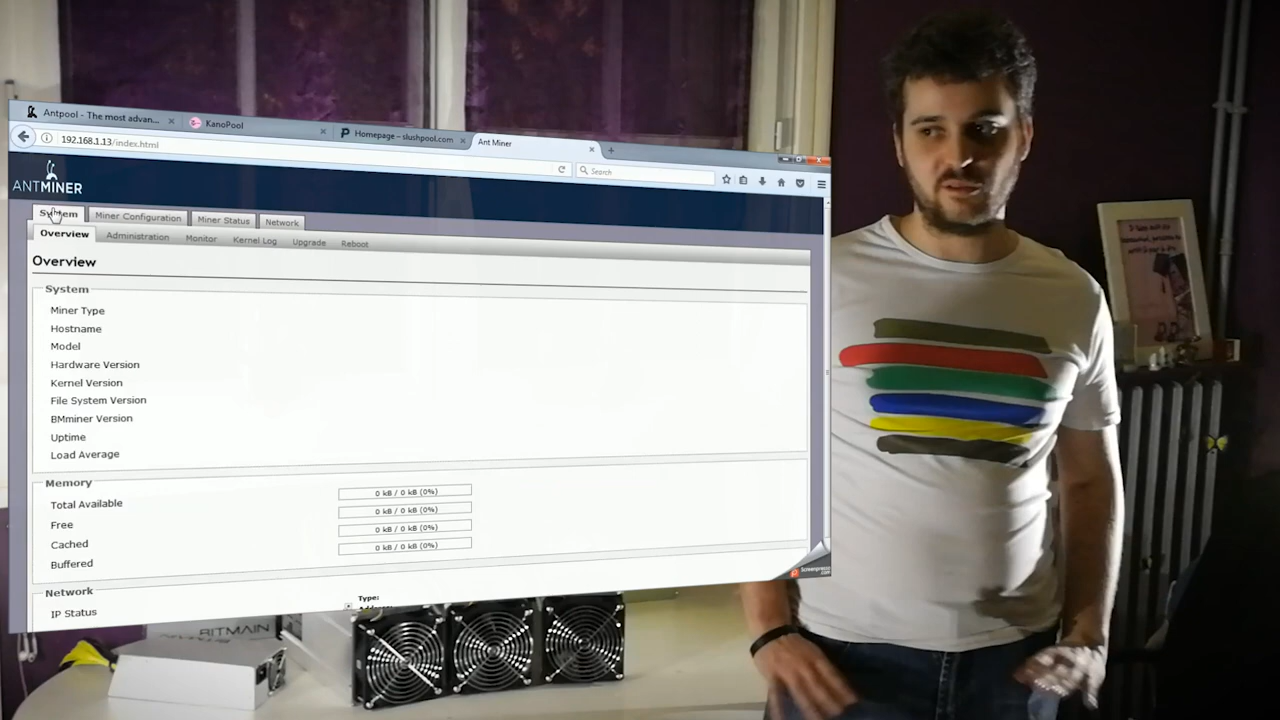 Antpool - The most advan...
KanoPool
Homepage – slushpool.com
Ant Miner
192.168.1.13/index.html
Search
ANTMINER
System
Miner Configuration
Miner Status
Network
Overview
Administration
Monitor
Kernel Log
Upgrade
Reboot
Overview
System
Miner Type
Hostname
Model
Hardware Version
Kernel Version
File System Version
BMminer Version
Uptime
Load Average
Memory
Total Available
0 kB / 0 kB (0%)
Free
0 kB / 0 kB (0%)
Cached
0 kB / 0 kB (0%)
Buffered
0 kB / 0 kB (0%)
Network
IP Status
Type:
Screenpresso
.com
BITMAIN